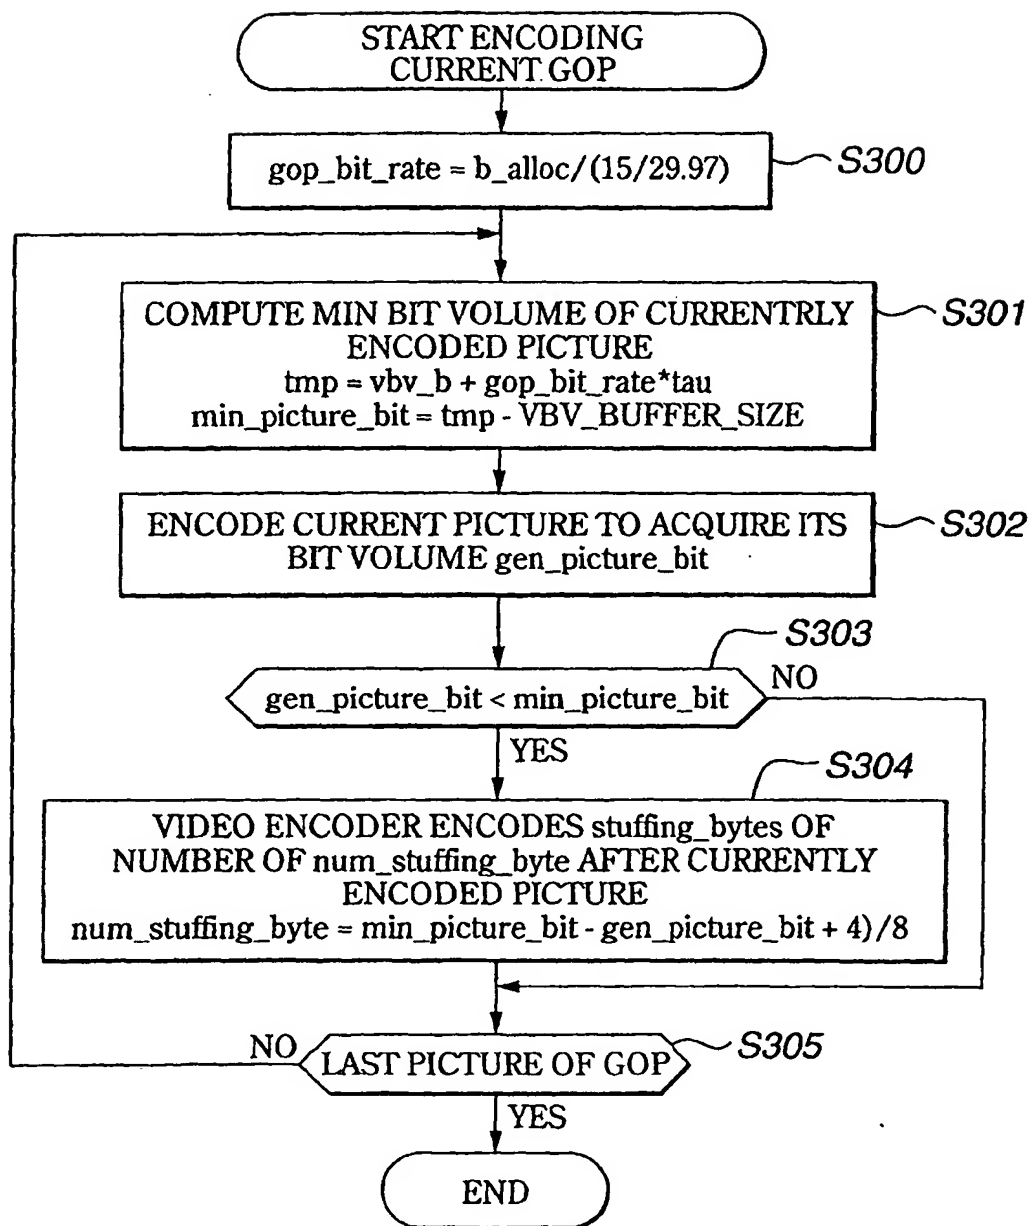 START ENCODING
CURRENT GOP
gop_bit_rate = b_alloc/(15/29.97)
S300
COMPUTE MIN BIT VOLUME OF CURRENTRLY
ENCODED PICTURE
tmp = vbv_b + gop_bit_rate*tau
min_picture_bit = tmp - VBV_BUFFER_SIZE
S301
ENCODE CURRENT PICTURE TO ACQUIRE ITS
BIT VOLUME gen_picture_bit
S302
S303
gen_picture_bit < min_picture_bit
NO
YES
S304
VIDEO ENCODER ENCODES stuffing_bytes OF
NUMBER OF num_stuffing_byte AFTER CURRENTLY
ENCODED PICTURE
num_stuffing_byte = min_picture_bit - gen_picture_bit + 4)/8
NO
LAST PICTURE OF GOP
S305
YES
END